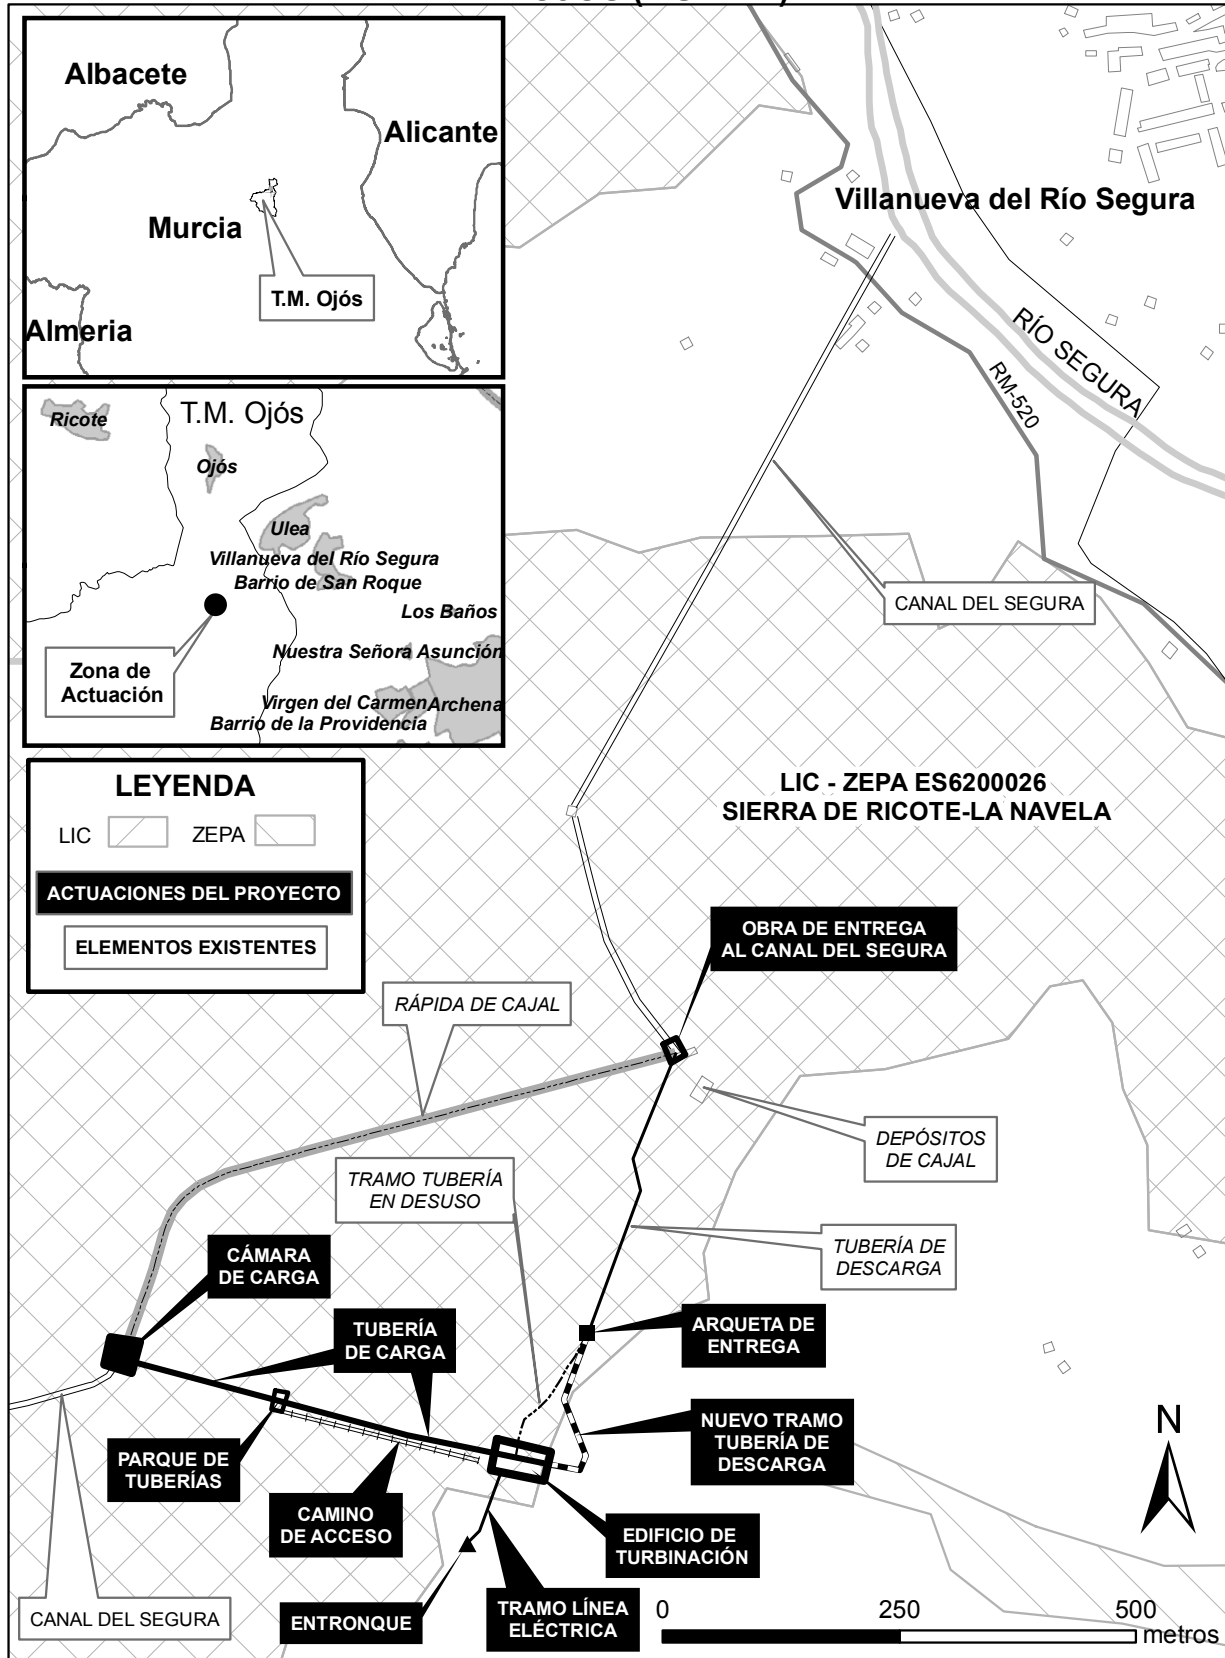 Albacete
Alicante
Murcia
T.M. Ojós
Almeria
Ricote
T.M. Ojós
Ojós
Ulea
Villanueva del Río Segura
Barrio de San Roque
Los Baños
Zona de
Actuación
Nuestra Señora Asunción
Virgen del Carmen
Archena
Barrio de la Providencia
LEYENDA
LIC
ZEPA
ACTUACIONES DEL PROYECTO
ELEMENTOS EXISTENTES
Villanueva del Río Segura
RÍO SEGURA
RM-520
CANAL DEL SEGURA
LIC - ZEPA ES6200026
SIERRA DE RICOTE-LA NAVELA
OBRA DE ENTREGA
AL CANAL DEL SEGURA
RÁPIDA DE CAJAL
DEPÓSITOS
DE CAJAL
TRAMO TUBERÍA
EN DESUSO
TUBERÍA DE
DESCARGA
CÁMARA
DE CARGA
TUBERÍA
DE CARGA
ARQUETA DE
ENTREGA
NUEVO TRAMO
TUBERÍA DE
DESCARGA
PARQUE DE
TUBERÍAS
CAMINO
DE ACCESO
EDIFICIO DE
TURBINACIÓN
N
CANAL DEL SEGURA
ENTRONQUE
TRAMO LÍNEA
ELÉCTRICA
0 250 500
metros